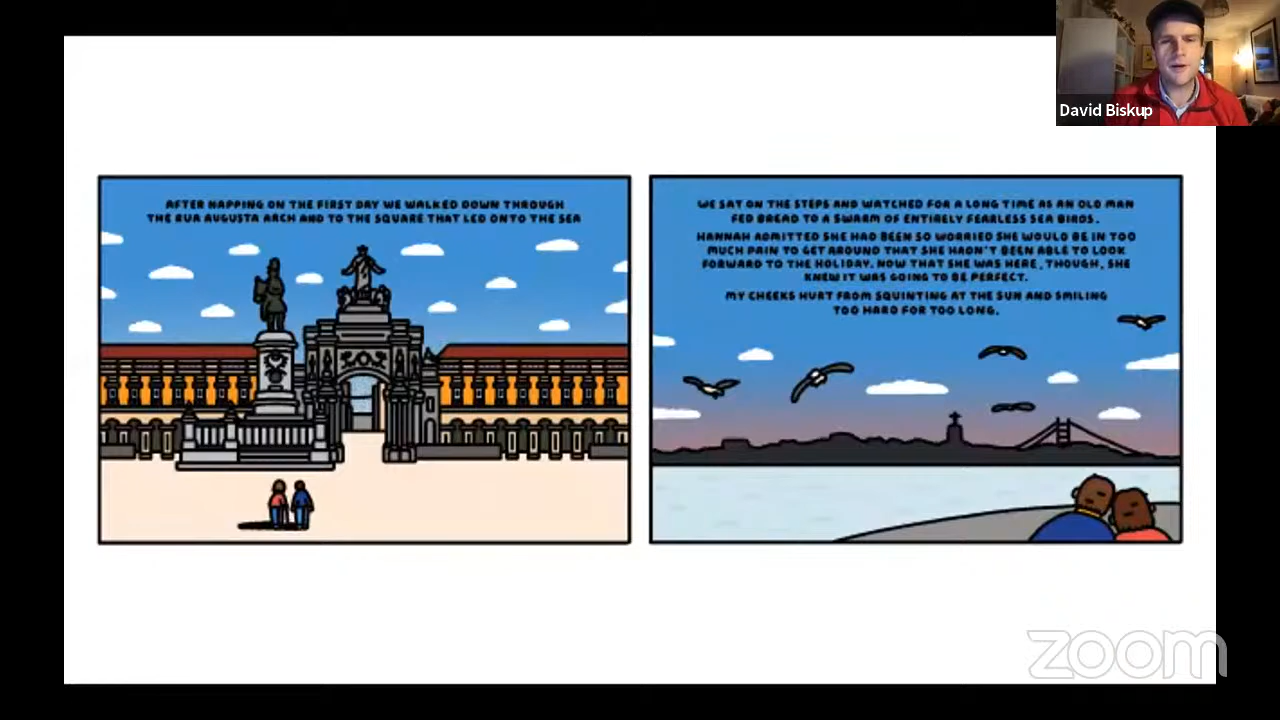 David Biskup
AFTER NAPPING ON THE FIRST DAY WE WALKED DOWN THROUGH
THE RUA AUGUSTA ARCH AND TO THE SQUARE THAT LED ONTO THE SEA
WE SAT ON THE STEPS AND WATCHED FOR A LONG TIME AS AN OLD MAN
FED BREAD TO A SWARM OF ENTIRELY FEARLESS SEA BIRDS.
HANNAH ADMITTED SHE HAD BEEN SO WORRIED SHE WOULD BE IN TOO
MUCH PAIN TO GET AROUND THAT SHE HADN'T BEEN ABLE TO LOOK
FORWARD TO THE HOLIDAY. NOW THAT SHE WAS HERE, THOUGH, SHE
KNEW IT WAS GOING TO BE PERFECT.
MY CHEEKS HURT FROM SQUINTING AT THE SUN AND SMILING
TOO HARD FOR TOO LONG.
zoom